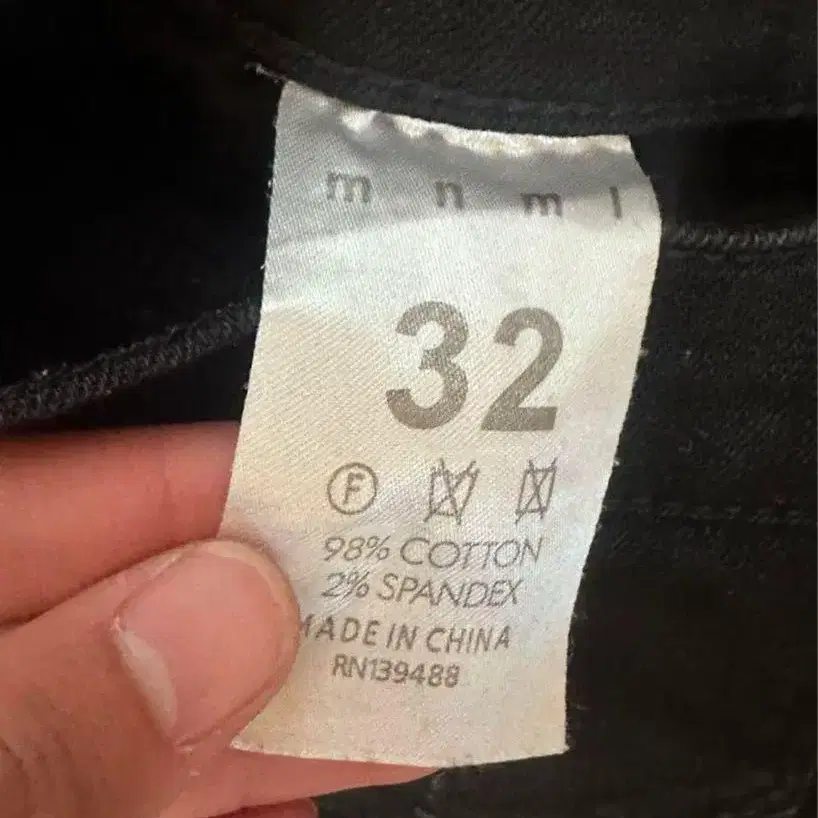 m n m l
32
F
98% COTTON
2% SPANDEX
MADE IN CHINA
RN139488